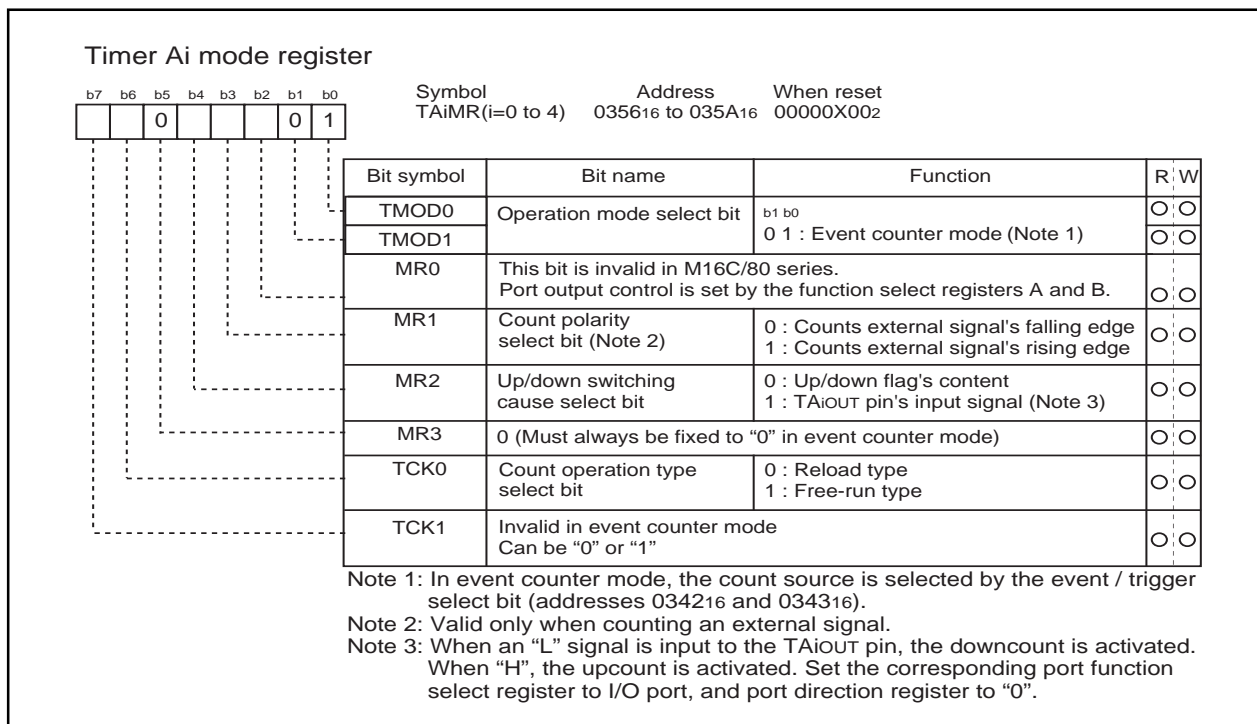 Timer Ai mode register
Symbol Address When reset
TAiMR(i=0 to 4) 035616 to 035A16 00000X002
b7 b6 b5 b4 b3 b2 b1 b0
0 0 1
Bit symbol Bit name Function R W
TMOD0 Operation mode select bit b1 b0
TMOD1 0 1 : Event counter mode (Note 1)
MR0 This bit is invalid in M16C/80 series.
Port output control is set by the function select registers A and B.
MR1 Count polarity 0 : Counts external signal's falling edge
select bit (Note 2) 1 : Counts external signal's rising edge
MR2 Up/down switching 0 : Up/down flag's content
cause select bit 1 : TAiOUT pin's input signal (Note 3)
MR3 0 (Must always be fixed to “0” in event counter mode)
TCK0 Count operation type 0 : Reload type
select bit 1 : Free-run type
TCK1 Invalid in event counter mode
Can be “0” or “1”
Note 1: In event counter mode, the count source is selected by the event / trigger
select bit (addresses 034216 and 034316).
Note 2: Valid only when counting an external signal.
Note 3: When an “L” signal is input to the TAiOUT pin, the downcount is activated.
When “H”, the upcount is activated. Set the corresponding port function
select register to I/O port, and port direction register to “0”.